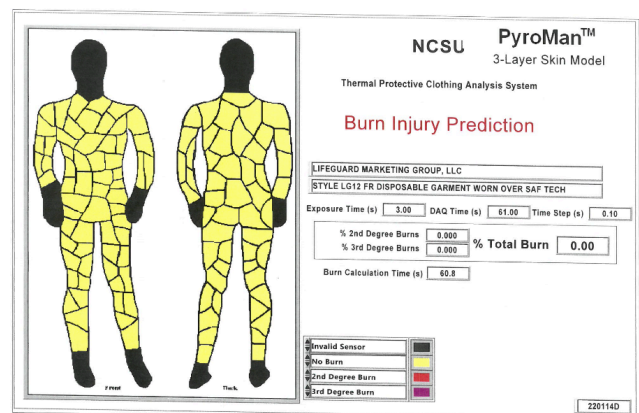 NCSU
PyroMan™
3-Layer Skin Model
Thermal Protective Clothing Analysis System
Burn Injury Prediction
LIFEGUARD MARKETING GROUP, LLC
STYLE LG12 FR DISPOSABLE GARMENT WORN OVER SAF TECH
Exposure Time (s) 3.00 DAQ Time (s) 61.00 Time Step (s) 0.10
% 2nd Degree Burns 0.000
% 3rd Degree Burns 0.000
% Total Burn 0.00
Burn Calculation Time (s) 60.8
Front Back
Invalid Sensor
No Burn
2nd Degree Burn
3rd Degree Burn
220114D